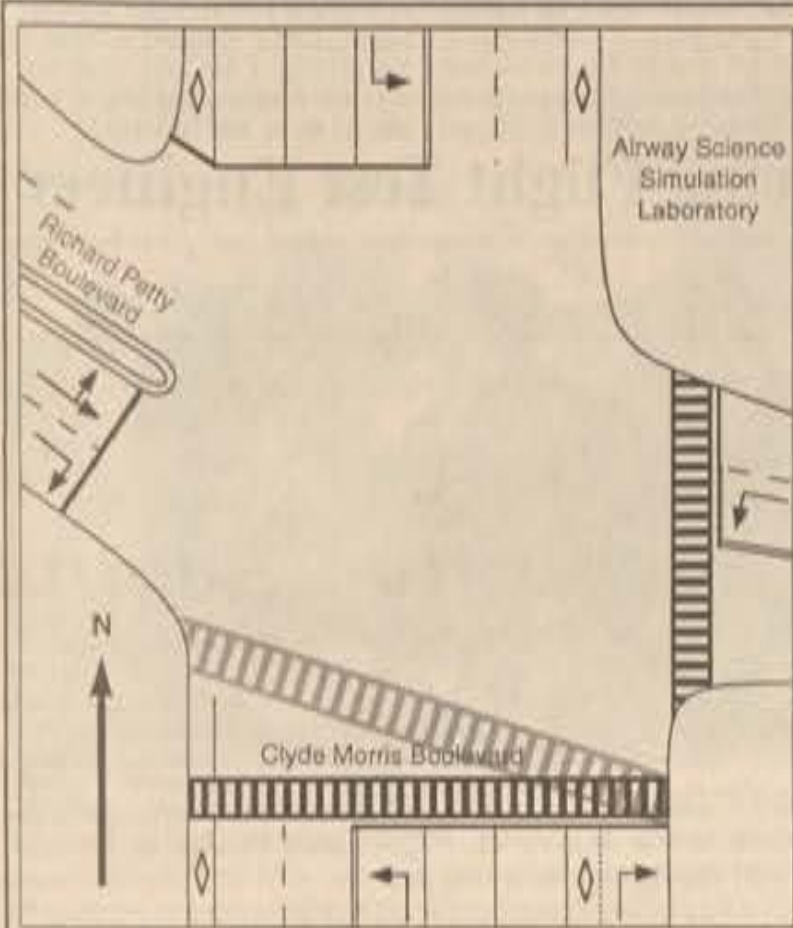 Airway Science
Simulation
Laboratory
Richard Petty
Boulevard
N
Clyde Morris Boulevard